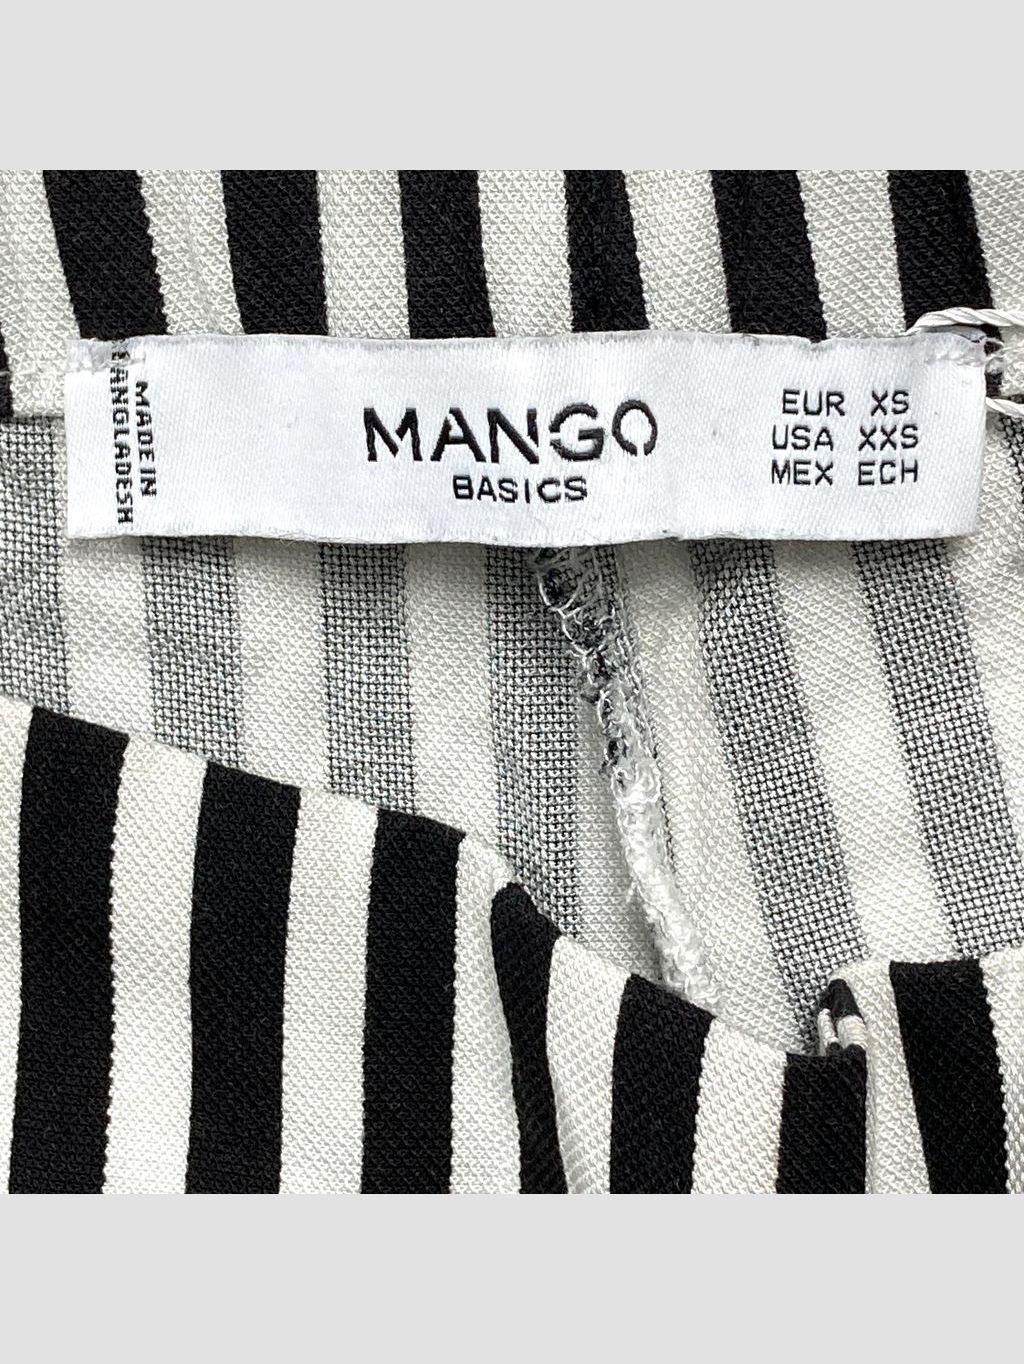 MADE IN
BANGLADESH
MANGO
BASICS
EUR XS
USA XXS
MEX ECH